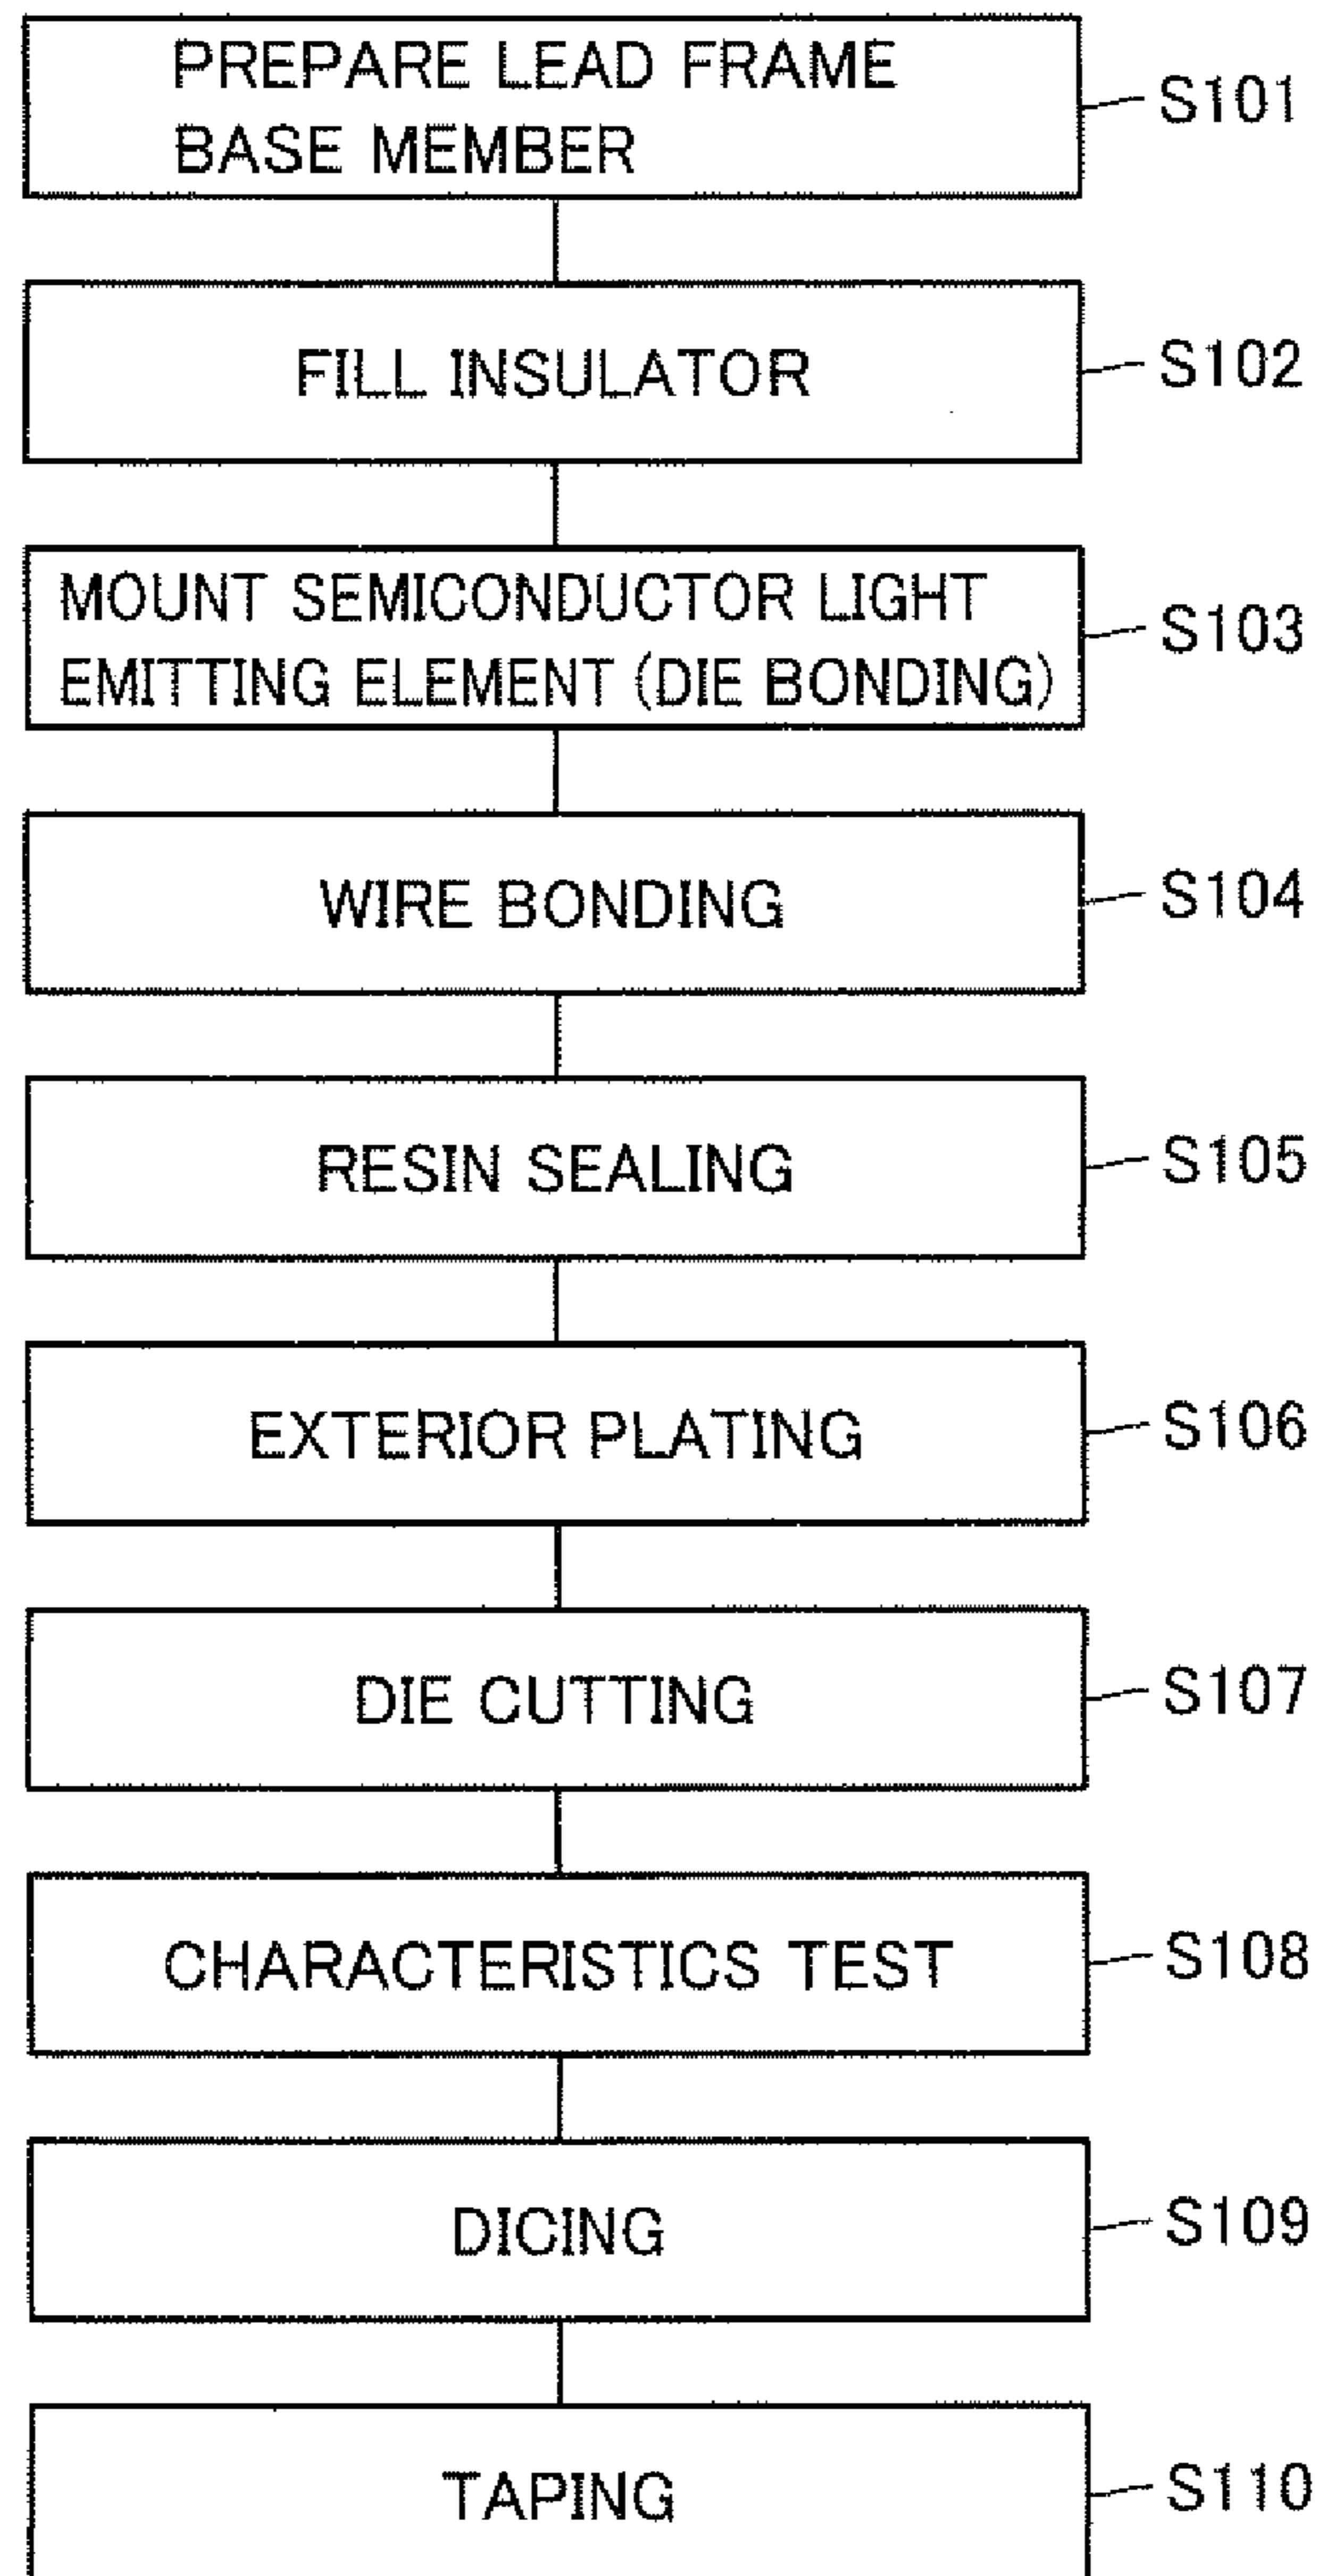 PREPARE LEAD FRAME
BASE MEMBER
S101
FILL INSULATOR
S102
MOUNT SEMICONDUCTOR LIGHT
EMITTING ELEMENT (DIE BONDING)
S103
WIRE BONDING
S104
RESIN SEALING
S105
EXTERIOR PLATING
S106
DIE CUTTING
S107
CHARACTERISTICS TEST
S108
DICING
S109
TAPING
S110